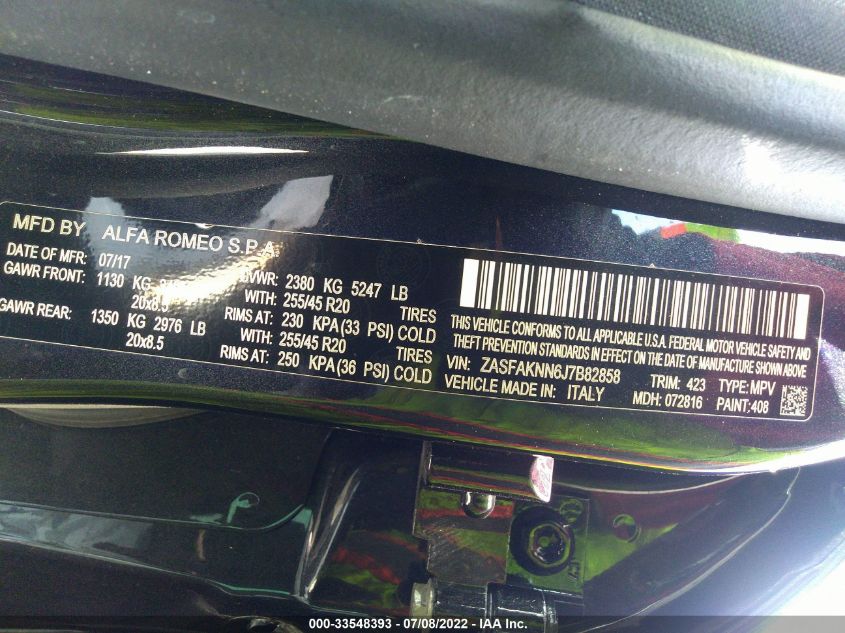 MFD BY ALFA ROMEO S.P.A.
DATE OF MFR: 07/17 GVWR: 2380 KG 5247 LB
GAWR FRONT: 1130 KG WITH: 255/45 R20 TIRES
20x8.5 RIMS AT: 230 KPA(33 PSI) COLD
GAWR REAR: 1350 KG 2976 LB WITH: 255/45 R20 TIRES
20x8.5 RIMS AT: 250 KPA(36 PSI) COLD
THIS VEHICLE CONFORMS TO ALL APPLICABLE U.S.A. FEDERAL MOTOR VEHICLE SAFETY AND
THEFT PREVENTION STANDARDS IN EFFECT ON THE DATE OF MANUFACTURE SHOWN ABOVE
VIN: ZASFAKNN6J7B82858 TRIM: 423 TYPE: MPV
VEHICLE MADE IN: ITALY MDH: 072816 PAINT: 408
000-33548393 - 07/08/2022 - IAA Inc.